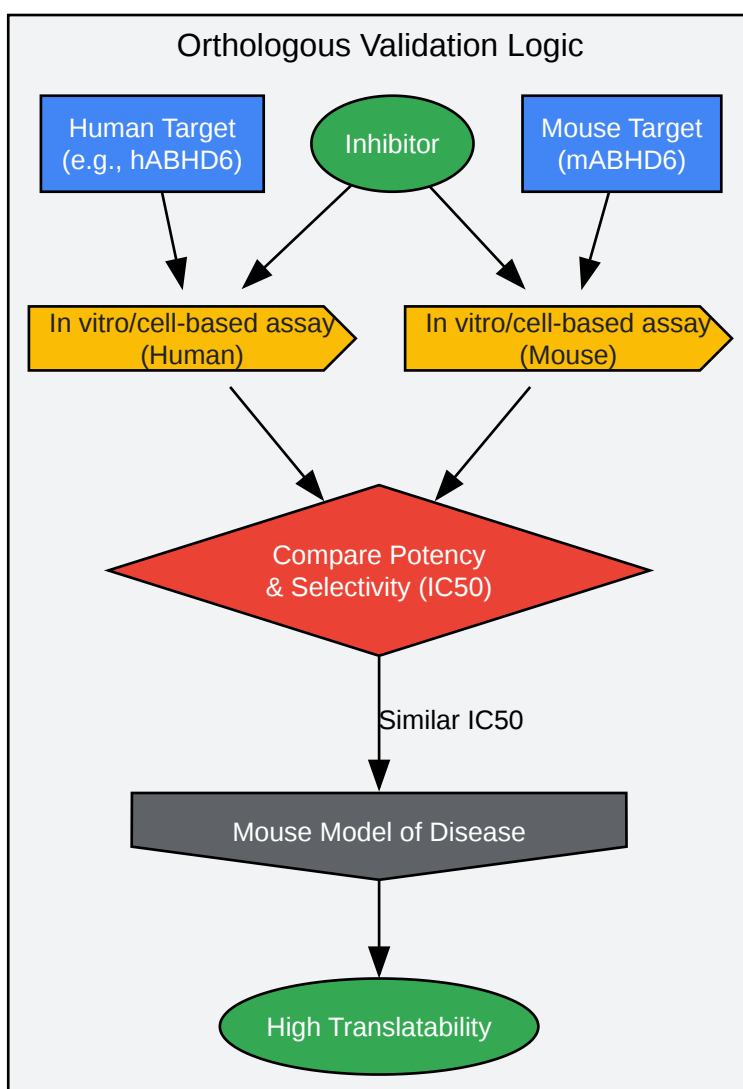 Orthologous Validation Logic
Human Target
(e.g., hABHD6)
Inhibitor
Mouse Target
(mABHD6)
In vitro/cell-based assay
(Human)
In vitro/cell-based assay
(Mouse)
Compare Potency
& Selectivity (IC50)
Similar IC50
Mouse Model of Disease
High Translatability